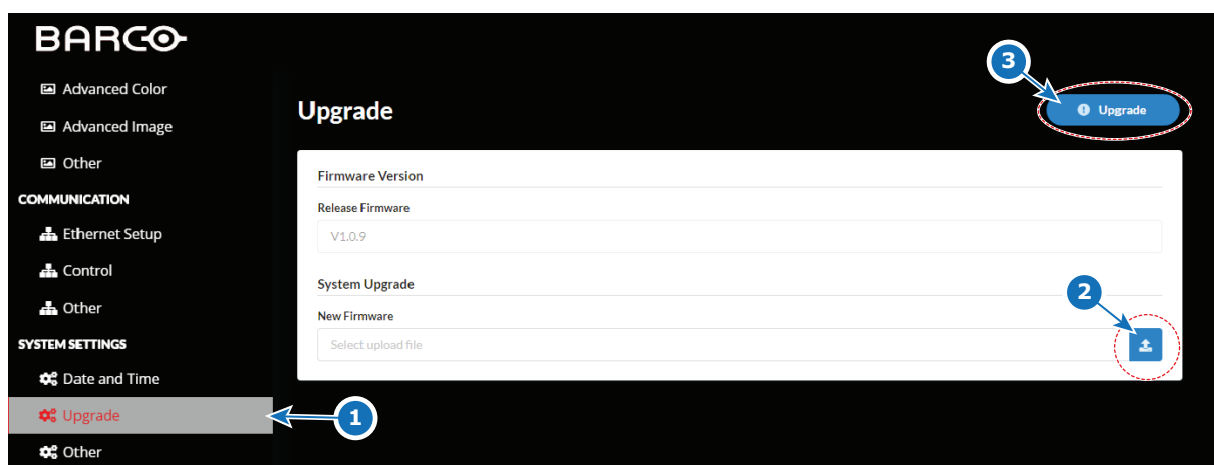 BARCO
Advanced Color
Advanced Image
Other
COMMUNICATION
Ethernet Setup
Control
Other
SYSTEM SETTINGS
Date and Time
Upgrade
Other
1
Upgrade
3
Upgrade
Firmware Version
Release Firmware
V1.0.9
System Upgrade
2
New Firmware
Select upload file